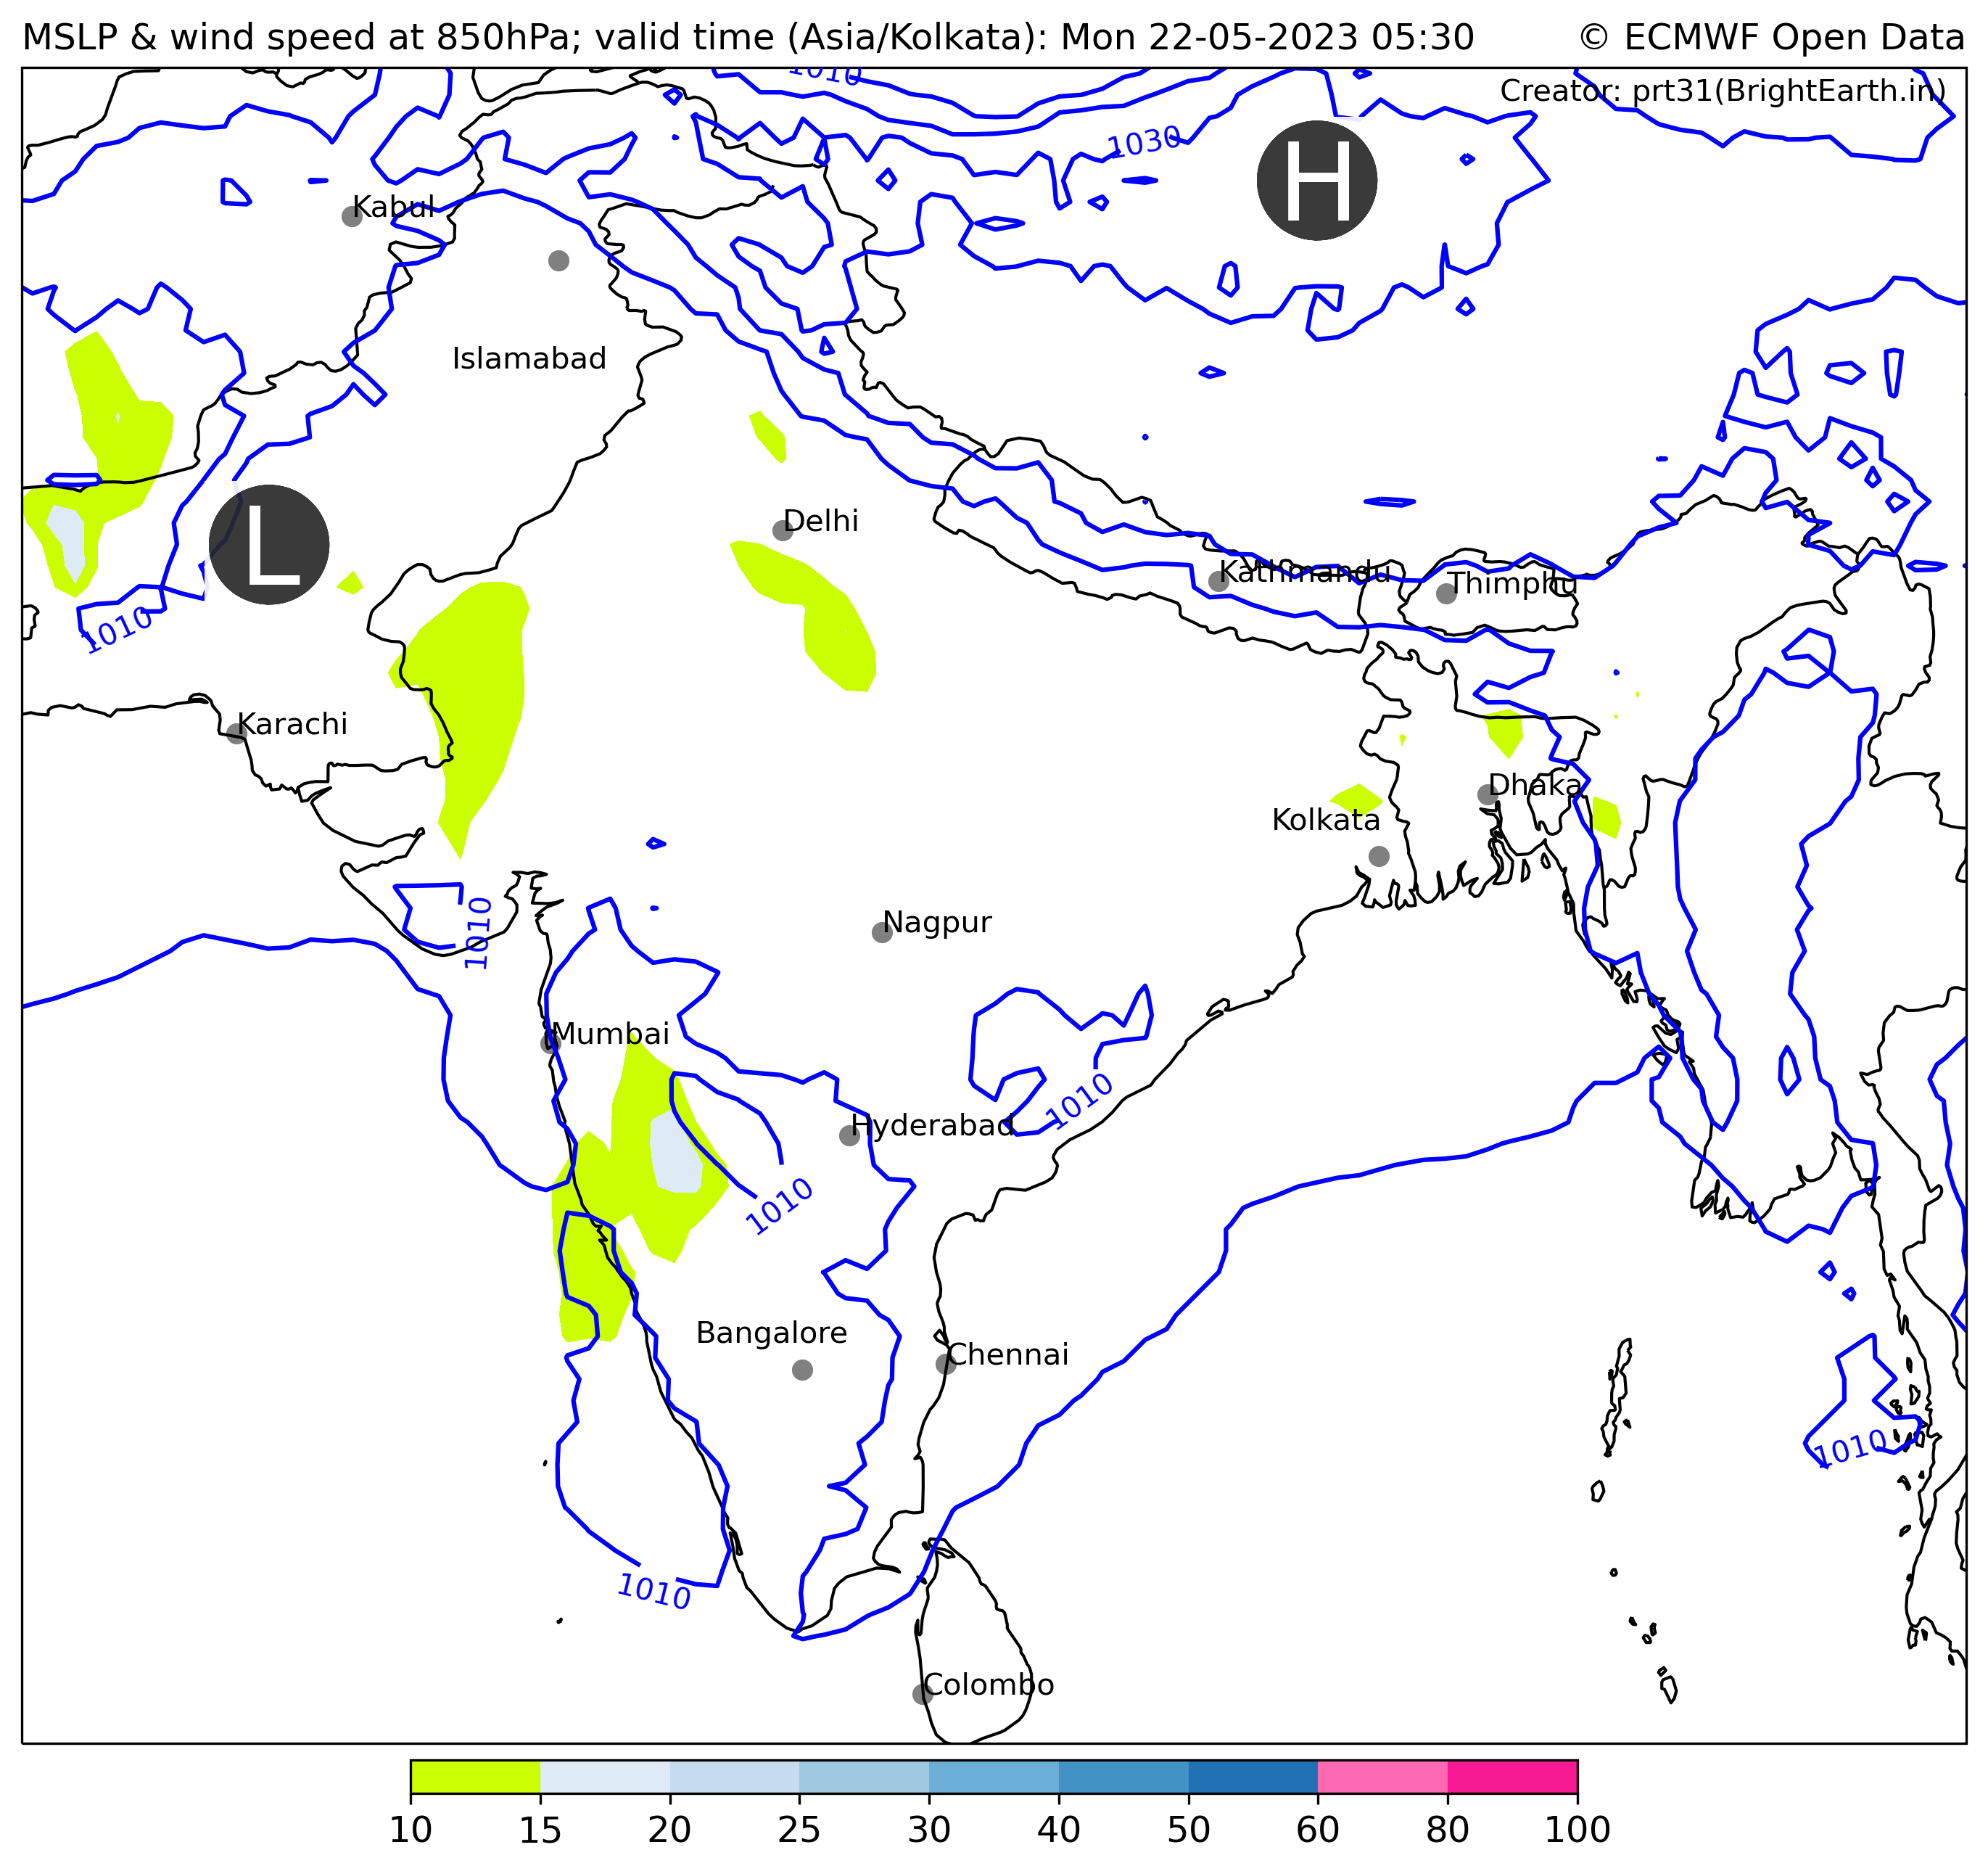 MSLP & wind speed at 850hPa; valid time (Asia/Kolkata): Mon 22-05-2023 05:30 © ECMWF Open Data
1010
Creator: prt31(BrightEarth.in)
1030
H
Kabul
Islamabad
Delhi
L
Kathmandu
Thimphu
1010
Karachi
Dhaka
Kolkata
1010
Nagpur
Mumbai
1010
Hyderabad
1010
Bangalore
Chennai
1010
1010
Colombo
10 15 20 25 30 40 50 60 80 100